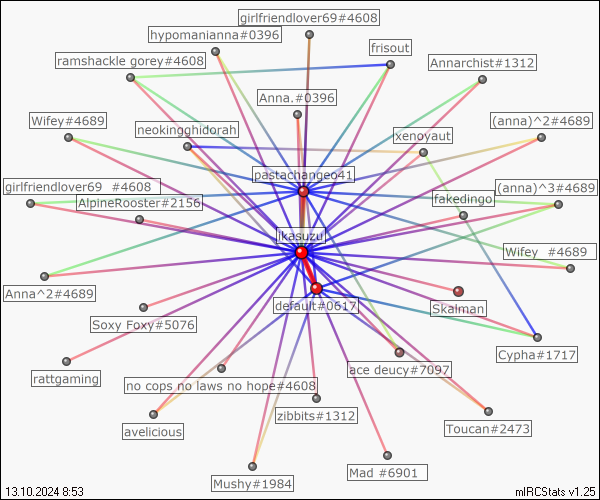 girlfriendlover69#4608
hypomanianna#0396
frisout
ramshackle gorey#4608
Annarchist#1312
Anna.#0396
Wifey#4689
(anna)^2#4689
neokingghidorah
xenoyaut
pastachangeo41
girlfriendlover69 #4608
(anna)^3#4689
AlpineRooster#2156
fakedingo
ikasuzu
Wifey #4689
Anna^2#4689
default#0617
Skalman
Soxy Foxy#5076
Cypha#1717
rattgaming
ace deucy#7097
no cops no laws no hope#4608
zibbits#1312
Toucan#2473
avelicious
Mad #6901
Mushy#1984
13.10.2024 8:53
mIRCStats v1.25